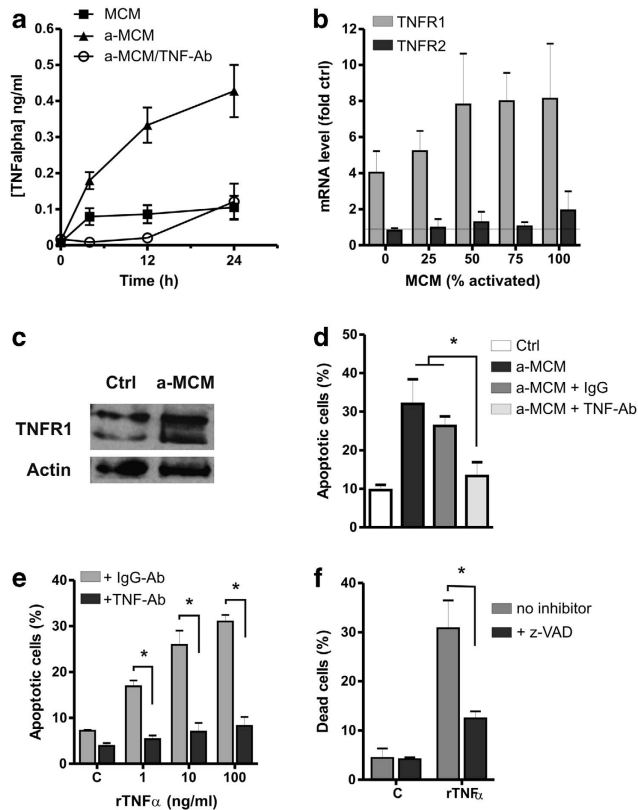 a
MCM
a-MCM
a-MCM/TNF-Ab
[TNFalpha] ng/ml
0.6
0.5
0.4
0.3
0.2
0.1
0
0 12 24
Time (h)
b
TNFR1
TNFR2
mRNA level (fold ctrl)
12
10
8
6
4
2
0
0 25 50 75 100
MCM (% activated)
c
Ctrl a-MCM
TNFR1
Actin
d
Ctrl
a-MCM
a-MCM + IgG
a-MCM + TNF-Ab
*
Apoptotic cells (%)
50
40
30
20
10
0
e
+ IgG-Ab
+TNF-Ab
* * *
Apoptotic cells (%)
40
30
20
10
0
C 1 10 100
rTNFα (ng/ml)
f
no inhibitor
+ z-VAD
*
Dead cells (%)
40
30
20
10
0
C rTNFα